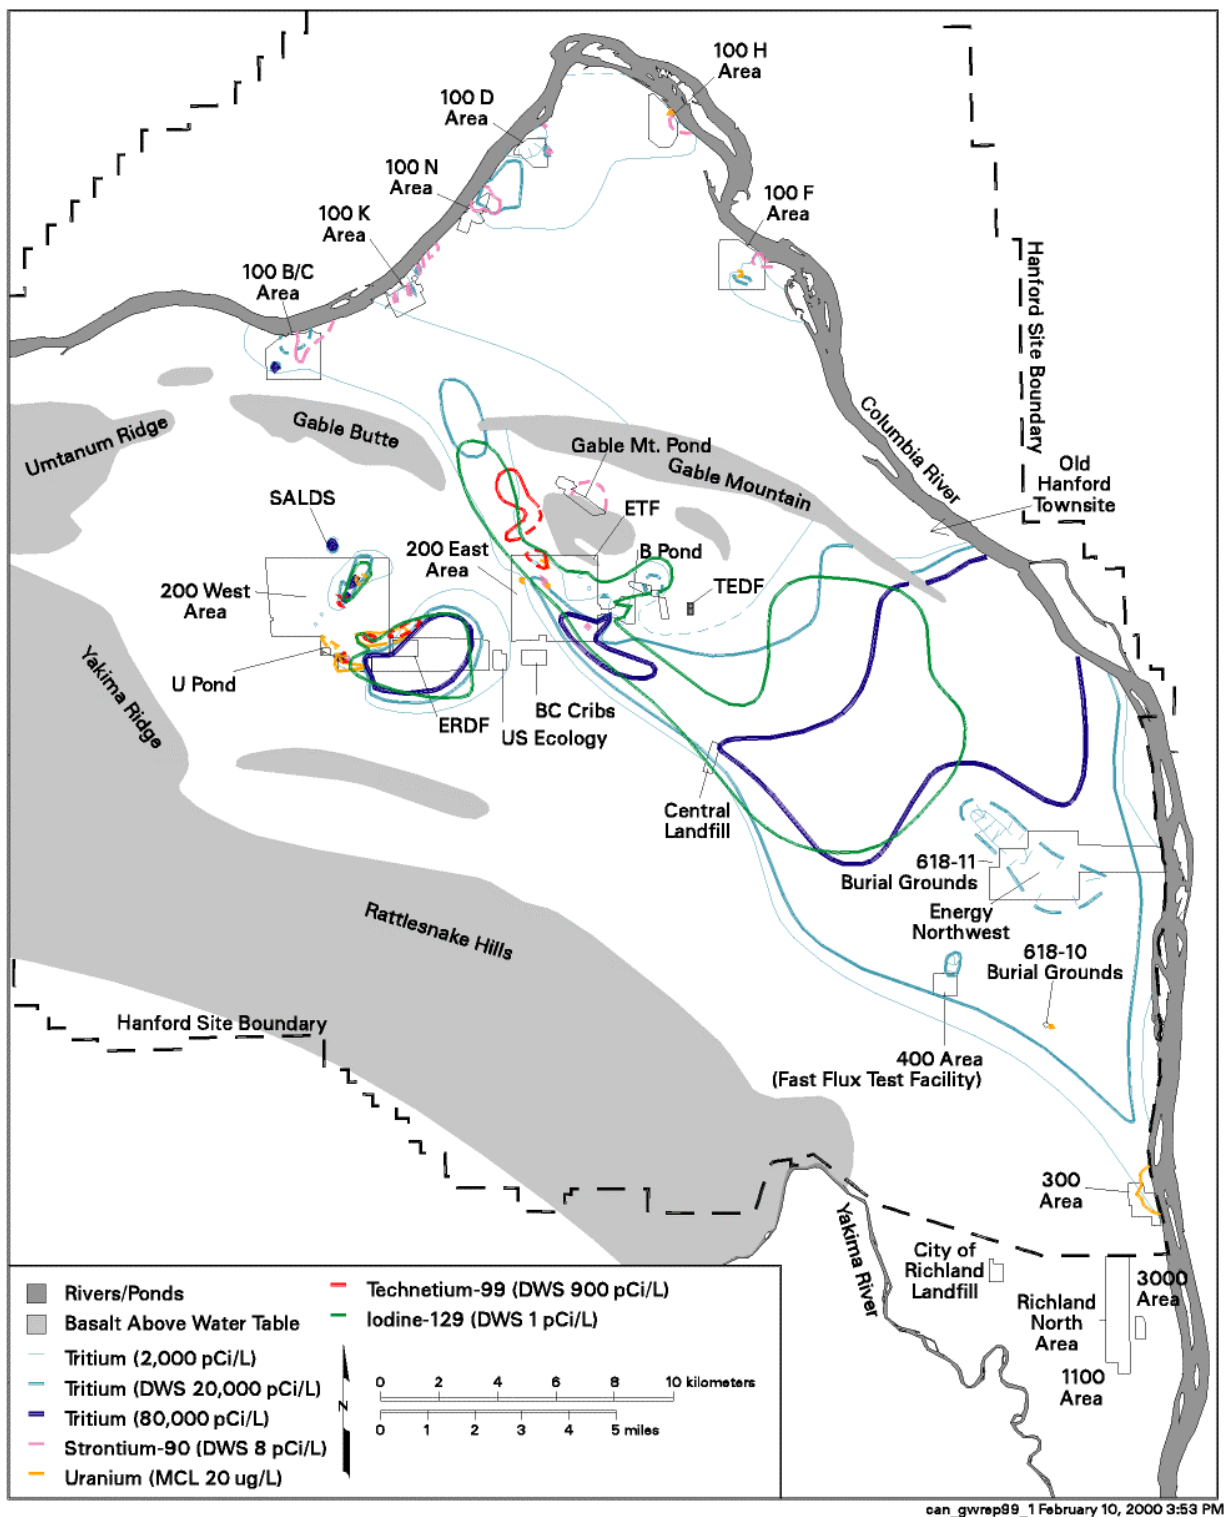 100 H
Area
100 D
Area
100 N
Area
100 F
Area
100 K
Area
100 B/C
Area
Hanford Site Boundary
Columbia River
Umtanum Ridge
Gable Butte
Gable Mt. Pond
Gable Mountain
Old
Hanford
Townsite
SALDS
ETF
200 East
Area
B Pond
200 West
Area
TEDF
U Pond
Yakima Ridge
ERDF
BC Cribs
US Ecology
Central
Landfill
618-11
Burial Grounds
Energy
Northwest
Rattlesnake Hills
618-10
Burial Grounds
Hanford Site Boundary
400 Area
(Fast Flux Test Facility)
300
Area
Yakima River
City of
Richland
Landfill
3000
Area
Richland
North
Area
1100
Area
Rivers/Ponds
Basalt Above Water Table
Tritium (2,000 pCi/L)
Tritium (DWS 20,000 pCi/L)
Tritium (80,000 pCi/L)
Strontium-90 (DWS 8 pCi/L)
Uranium (MCL 20 ug/L)
Technetium-99 (DWS 900 pCi/L)
Iodine-129 (DWS 1 pCi/L)
N
0 2 4 6 8 10 kilometers
0 1 2 3 4 5 miles
can_gwrep99_1 February 10, 2000 3:53 PM